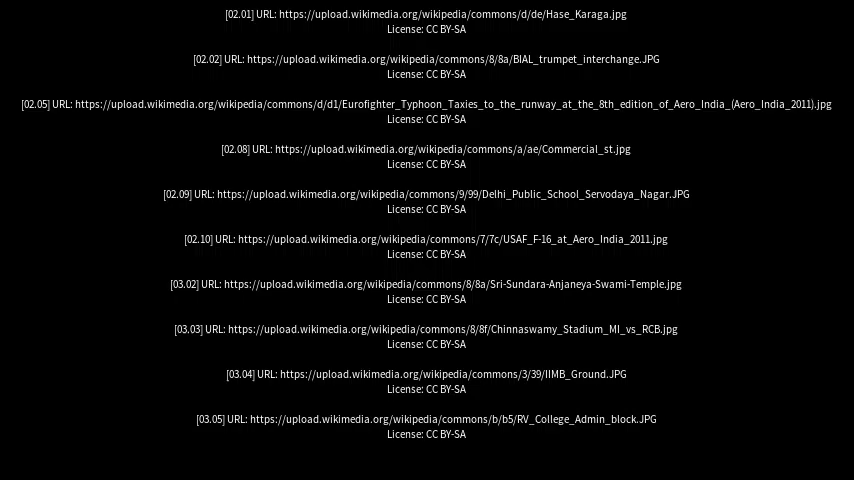 [02.01] URL: https://upload.wikimedia.org/wikipedia/commons/d/de/Hase_Karaga.jpg
License: CC BY-SA
[02.02] URL: https://upload.wikimedia.org/wikipedia/commons/8/8a/BIAL_trumpet_interchange.JPG
License: CC BY-SA
[02.05] URL: https://upload.wikimedia.org/wikipedia/commons/d/d1/Eurofighter_Typhoon_Taxies_to_the_runway_at_the_8th_edition_of_Aero_India_(Aero_India_2011).jpg
License: CC BY-SA
[02.08] URL: https://upload.wikimedia.org/wikipedia/commons/a/ae/Commercial_st.jpg
License: CC BY-SA
[02.09] URL: https://upload.wikimedia.org/wikipedia/commons/9/99/Delhi_Public_School_Servodaya_Nagar.JPG
License: CC BY-SA
[02.10] URL: https://upload.wikimedia.org/wikipedia/commons/7/7c/USAF_F-16_at_Aero_India_2011.jpg
License: CC BY-SA
[03.02] URL: https://upload.wikimedia.org/wikipedia/commons/8/8a/Sri-Sundara-Anjaneya-Swami-Temple.jpg
License: CC BY-SA
[03.03] URL: https://upload.wikimedia.org/wikipedia/commons/8/8f/Chinnaswamy_Stadium_MI_vs_RCB.jpg
License: CC BY-SA
[03.04] URL: https://upload.wikimedia.org/wikipedia/commons/3/39/IIMB_Ground.JPG
License: CC BY-SA
[03.05] URL: https://upload.wikimedia.org/wikipedia/commons/b/b5/RV_College_Admin_block.JPG
License: CC BY-SA